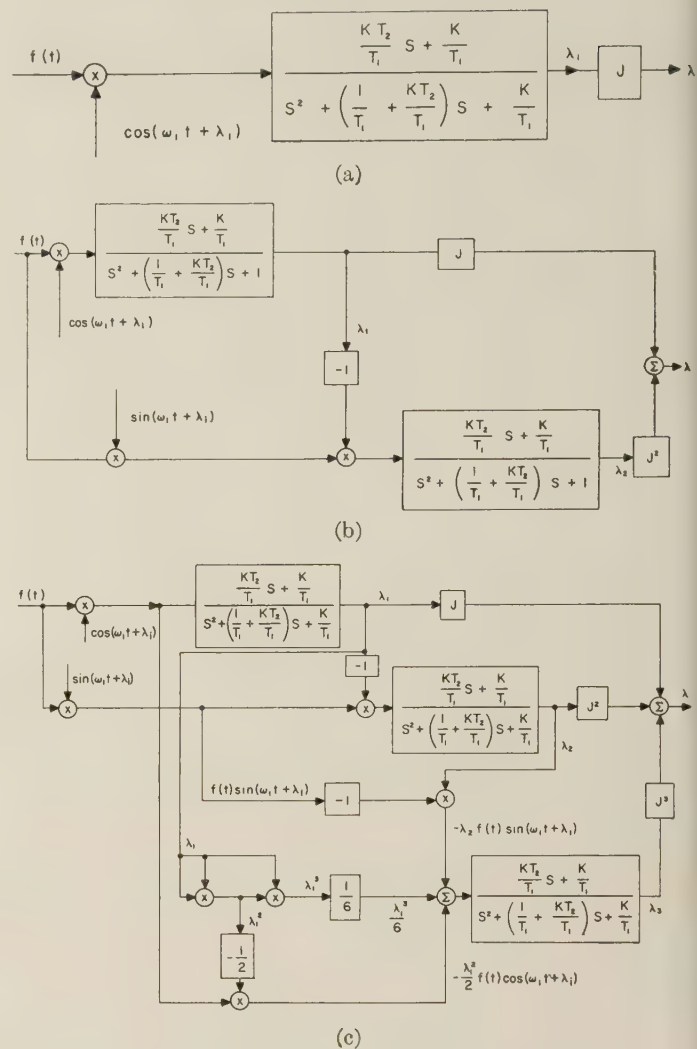 f(t)
X
cos(ω₁t + λ₁)
KT₂/T₁ S + K/T₁
S² + (1/T₁ + KT₂/T₁) S + K/T₁
λ₁
J
λ
(a)
f(t)
X
cos(ω₁t + λ₁)
KT₂/T₁ S + K/T₁
S² + (1/T₁ + KT₂/T₁) S + 1
J
λ₁
-1
Σ
λ
sin(ω₁t + λ₁)
X
X
KT₂/T₁ S + K/T₁
S² + (1/T₁ + KT₂/T₁) S + 1
λ₂
J²
(b)
f(t)
X
cos(ω₁t+λ₁)
KT₂/T₁ S + K/T₁
S² + (1/T₁ + KT₂/T₁) S + K/T₁
λ₁
J
-1
sin(ω₁t+λ₁)
X
X
KT₂/T₁ S + K/T₁
S² + (1/T₁ + KT₂/T₁) S + K/T₁
J²
Σ
λ
λ₂
f(t) sin(ω₁t + λ₁)
-1
X
J³
-λ₂ f(t) sin(ω₁t + λ₁)
λ₁
X
X
λ₁³
1/6
λ₁³/6
Σ
KT₂/T₁ S + K/T₁
S² + (1/T₁ + KT₂/T₁) S + K/T₁
λ₃
λ₁²
-1/2
X
-λ₁²/2 f(t) cos(ω₁t + λ₁)
(c)